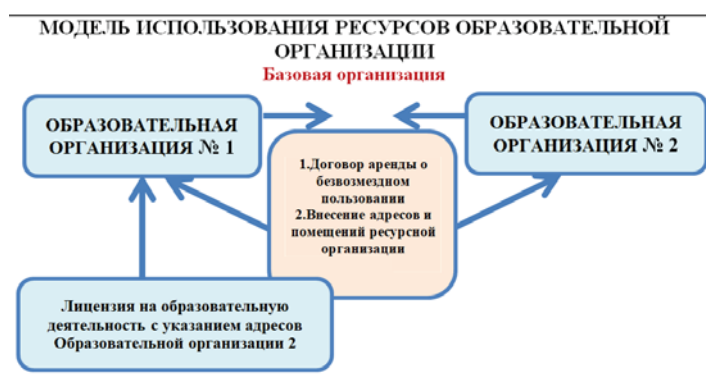 МОДЕЛЬ ИСПОЛЬЗОВАНИЯ РЕСУРСОВ ОБРАЗОВАТЕЛЬНОЙ
ОРГАНИЗАЦИИ
Базовая организация
ОБРАЗОВАТЕЛЬНАЯ
ОРГАНИЗАЦИЯ № 1
ОБРАЗОВАТЕЛЬНАЯ
ОРГАНИЗАЦИЯ № 2
1.Договор аренды о
безвозмездном
пользовании
2.Внесение адресов и
помещений ресурсной
организации
Лицензия на образовательную
деятельность с указанием адресов
Образовательной организации 2